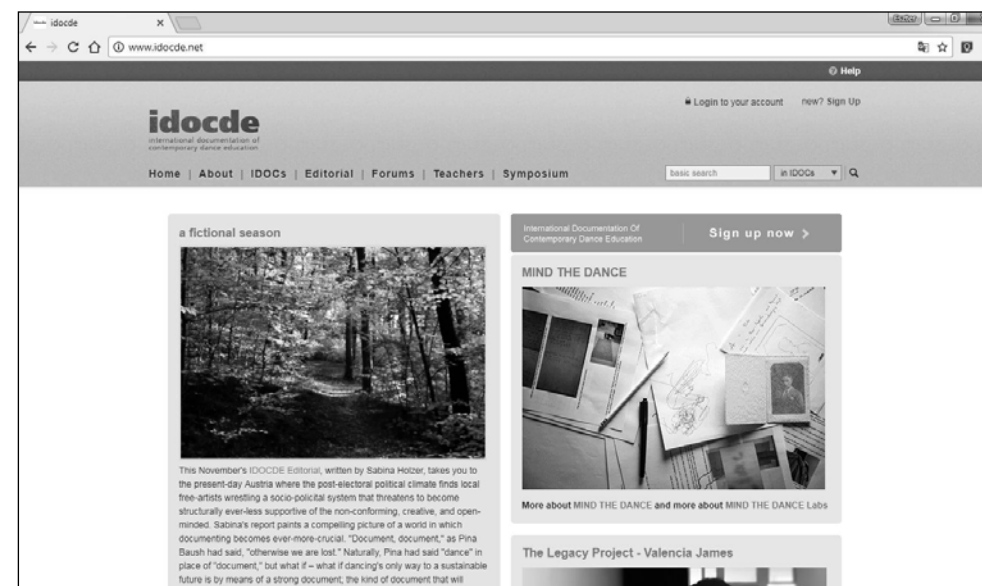 idocde
Eszter
www.idocde.net
Help
Login to your account new? Sign Up
idocde
international documentation of
contemporary dance education
Home | About | IDOCs | Editorial | Forums | Teachers | Symposium
basic search in IDOCs
a fictional season
This November's IDOCDE Editorial, written by Sabina Holzer, takes you to
the present-day Austria where the post-electoral political climate finds local
free-artists wrestling a socio-policital system that threatens to become
structurally ever-less supportive of the non-conforming, creative, and open-
minded. Sabina's report paints a compelling picture of a world in which
documenting becomes ever-more-crucial. "Document, document," as Pina
Baush had said, "otherwise we are lost." Naturally, Pina had said "dance" in
place of "document," but what if – what if dancing's only way to a sustainable
future is by means of a strong document, the kind of document that will
International Documentation Of
Contemporary Dance Education
Sign up now >
MIND THE DANCE
More about MIND THE DANCE and more about MIND THE DANCE Labs
The Legacy Project - Valencia James